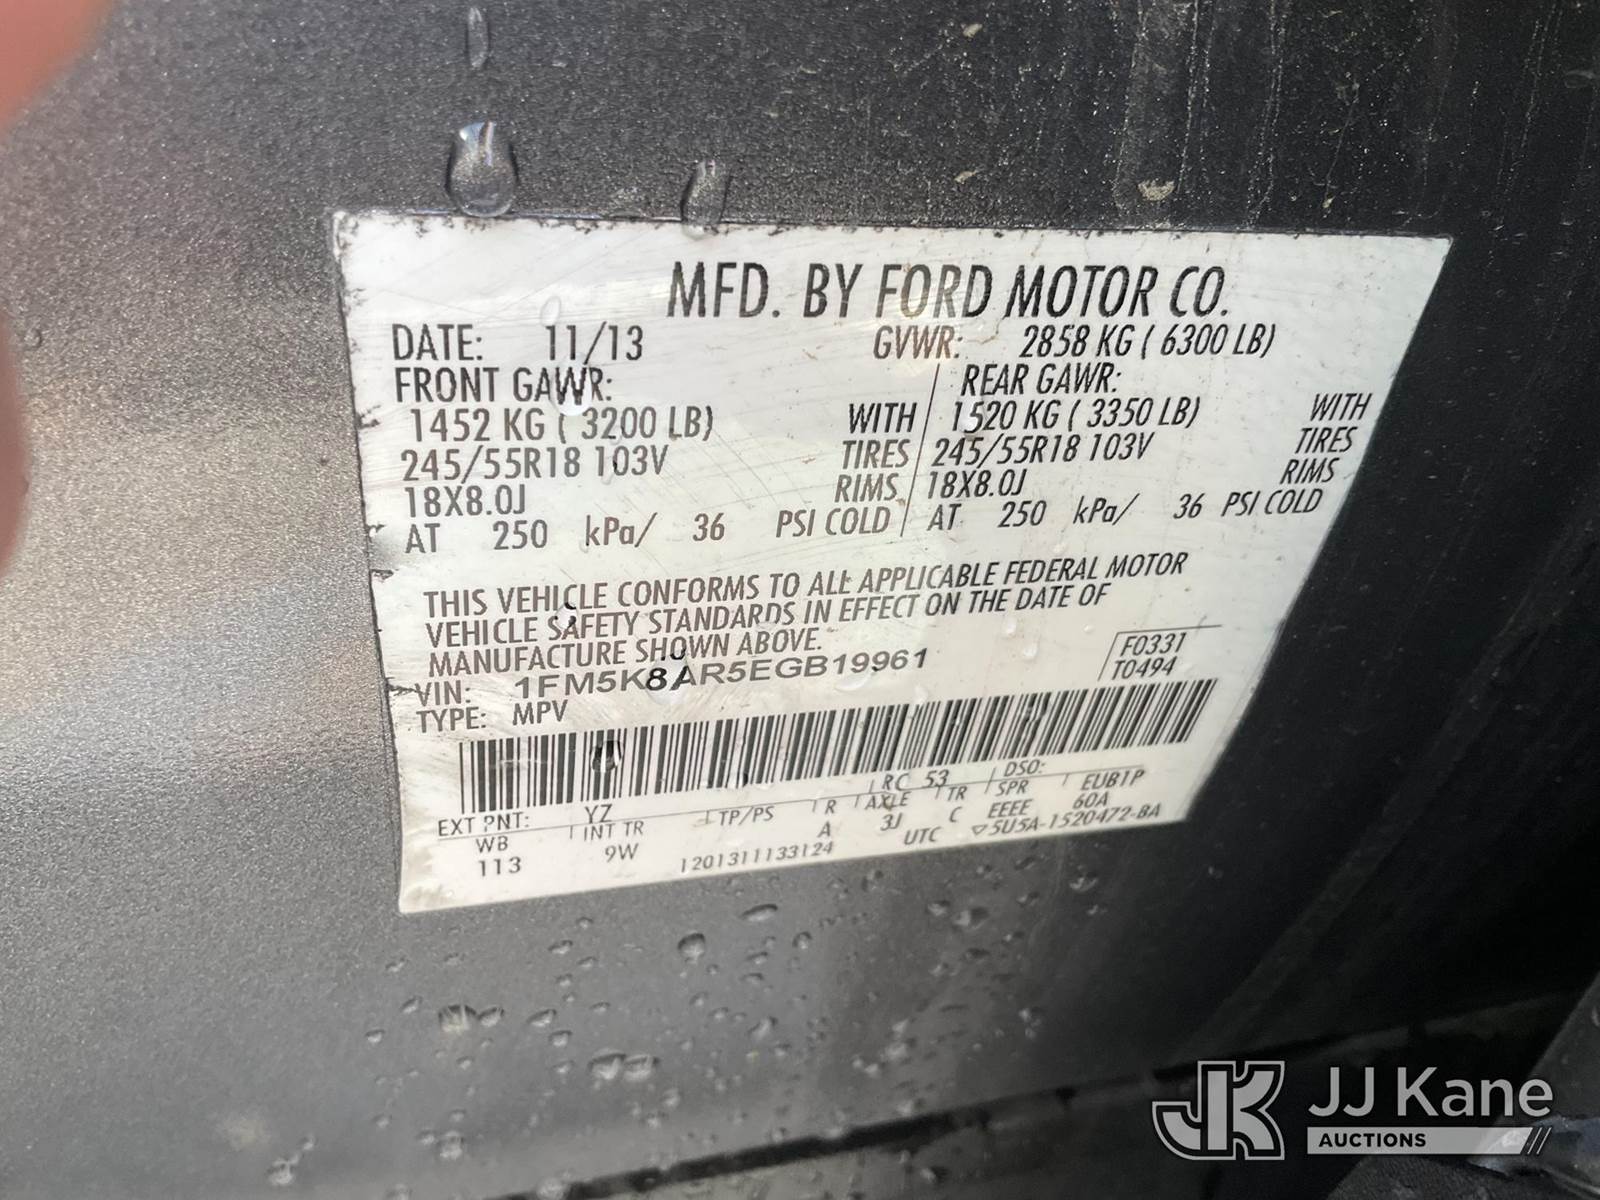 MFD. BY FORD MOTOR CO.
DATE: 11/13 GVWR: 2858 KG ( 6300 LB)
FRONT GAWR: REAR GAWR:
1452 KG ( 3200 LB) WITH 1520 KG ( 3350 LB) WITH
245/55R18 103V TIRES 245/55R18 103V TIRES
18X8.0J RIMS 18X8.0J RIMS
AT 250 kPa/ 36 PSI COLD AT 250 kPa/ 36 PSI COLD
THIS VEHICLE CONFORMS TO ALL APPLICABLE FEDERAL MOTOR
VEHICLE SAFETY STANDARDS IN EFFECT ON THE DATE OF
MANUFACTURE SHOWN ABOVE.
F0331
VIN: 1FM5K8AR5EGB19961
T0494
TYPE: MPV
EXT PNT: YZ RC 53 DSO:
WB INT TR TP/PS R AXLE TR SPR EUB1P
113 9W A 3J C EEEE 60A
1201311133124 UTC ▽5U5A-1520472-BA
JK JJ Kane
AUCTIONS